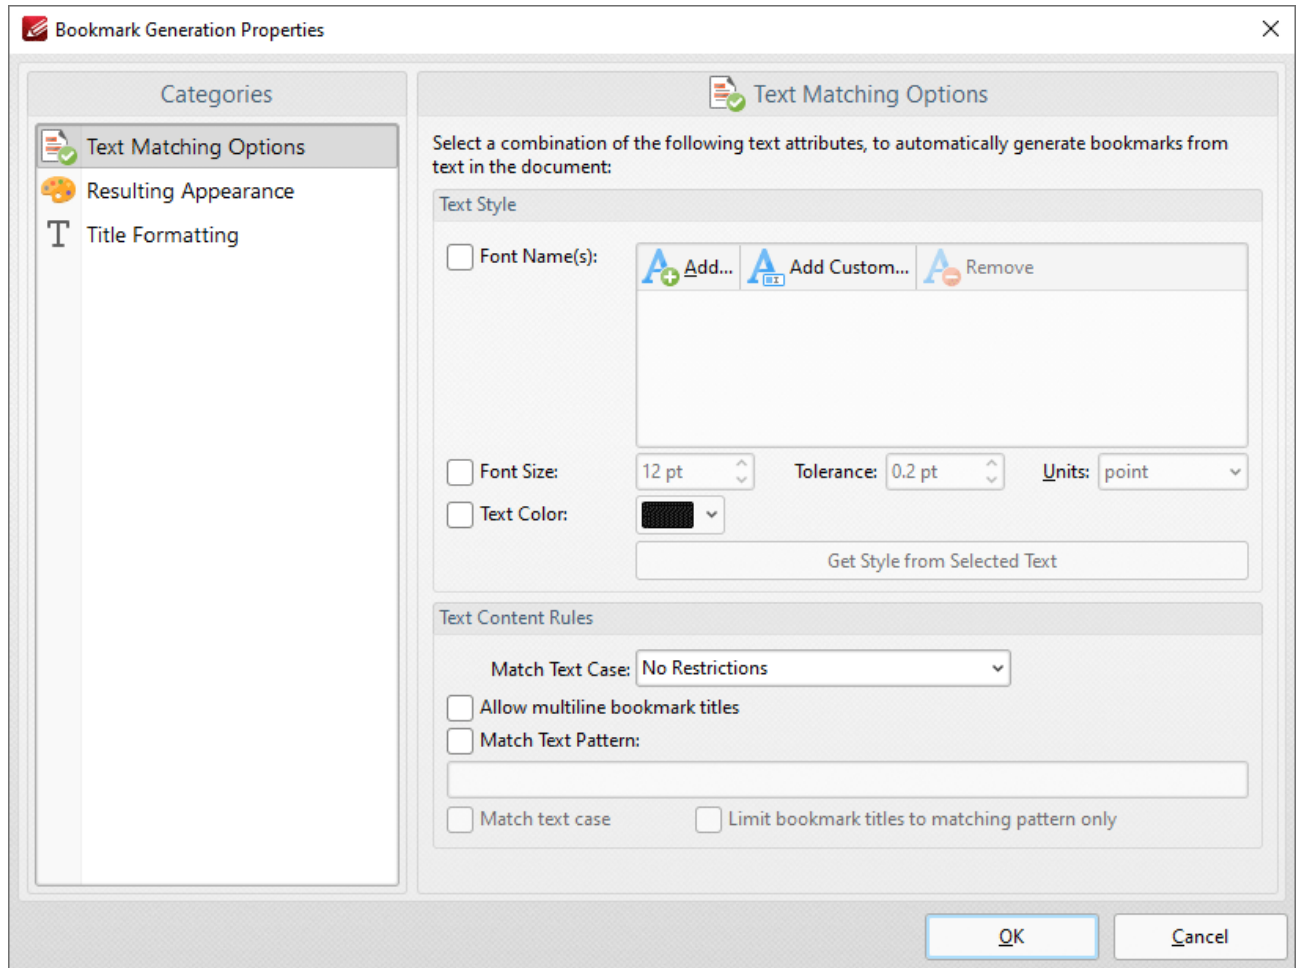 Bookmark Generation Properties
Categories
Text Matching Options
Resulting Appearance
Title Formatting
Text Matching Options
Select a combination of the following text attributes, to automatically generate bookmarks from
text in the document:
Text Style
Font Name(s):
Add...
Add Custom...
Remove
Font Size:
12 pt
Tolerance:
0.2 pt
Units:
point
Text Color:
Get Style from Selected Text
Text Content Rules
Match Text Case:
No Restrictions
Allow multiline bookmark titles
Match Text Pattern:
Match text case
Limit bookmark titles to matching pattern only
OK
Cancel